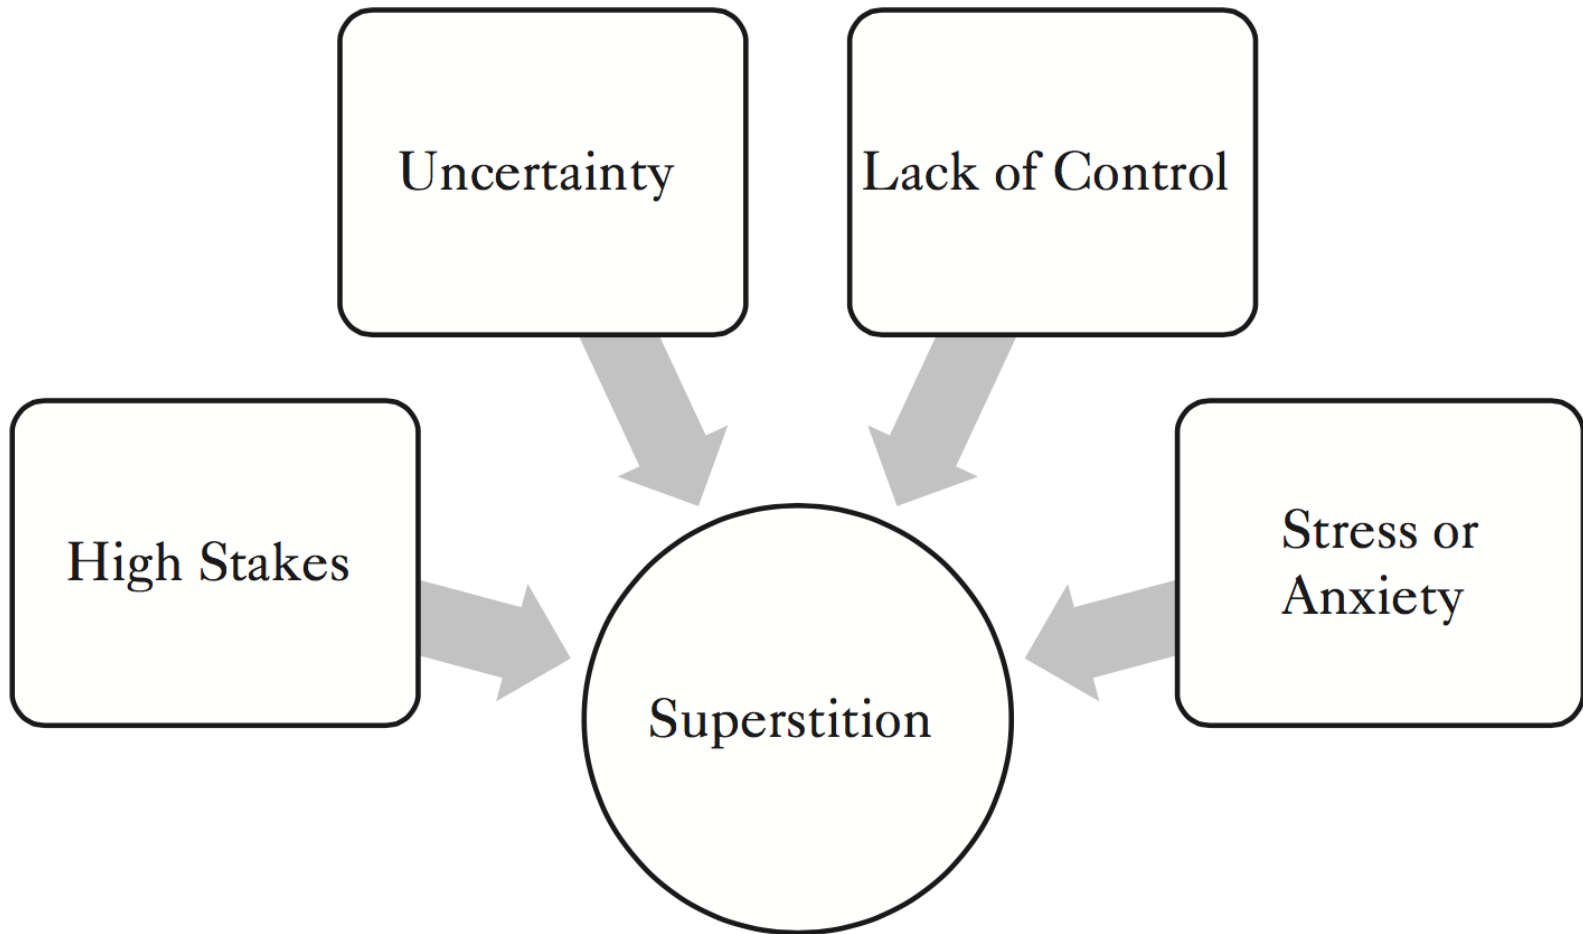 Uncertainty
Lack of Control
High Stakes
Stress or
Anxiety
Superstition